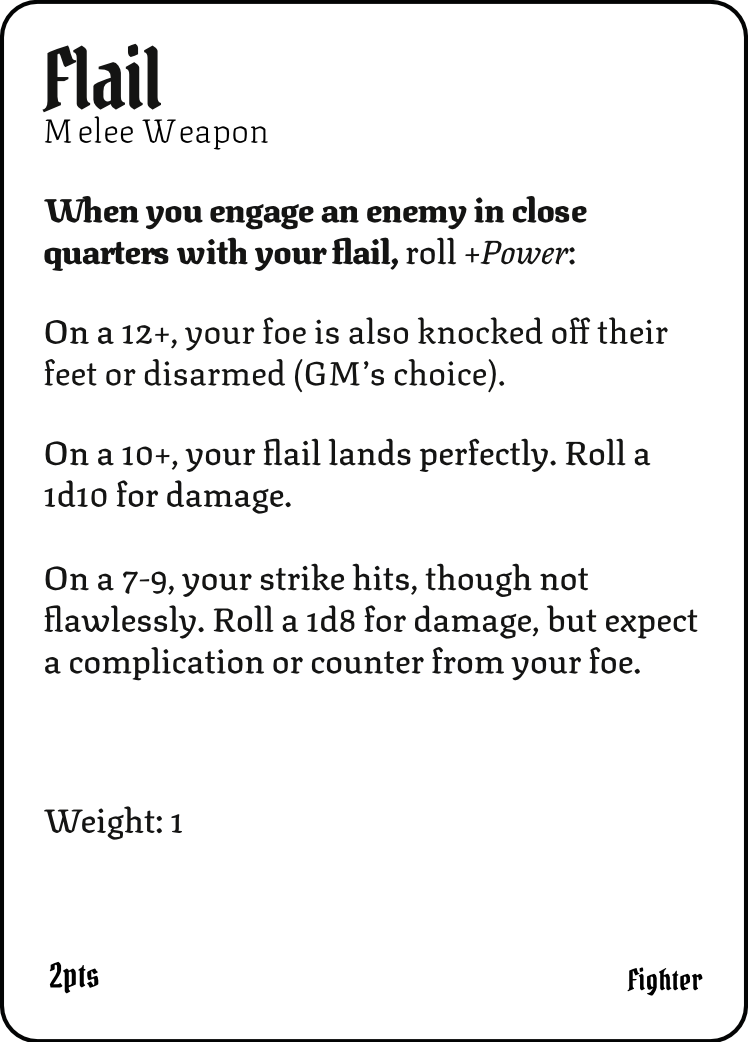 Flail
Melee Weapon
When you engage an enemy in close
quarters with your flail, roll +Power:
On a 12+, your foe is also knocked off their
feet or disarmed (GM’s choice).
On a 10+, your flail lands perfectly. Roll a
1d10 for damage.
On a 7-9, your strike hits, though not
flawlessly. Roll a 1d8 for damage, but expect
a complication or counter from your foe.
Weight: 1
2pts
Fighter